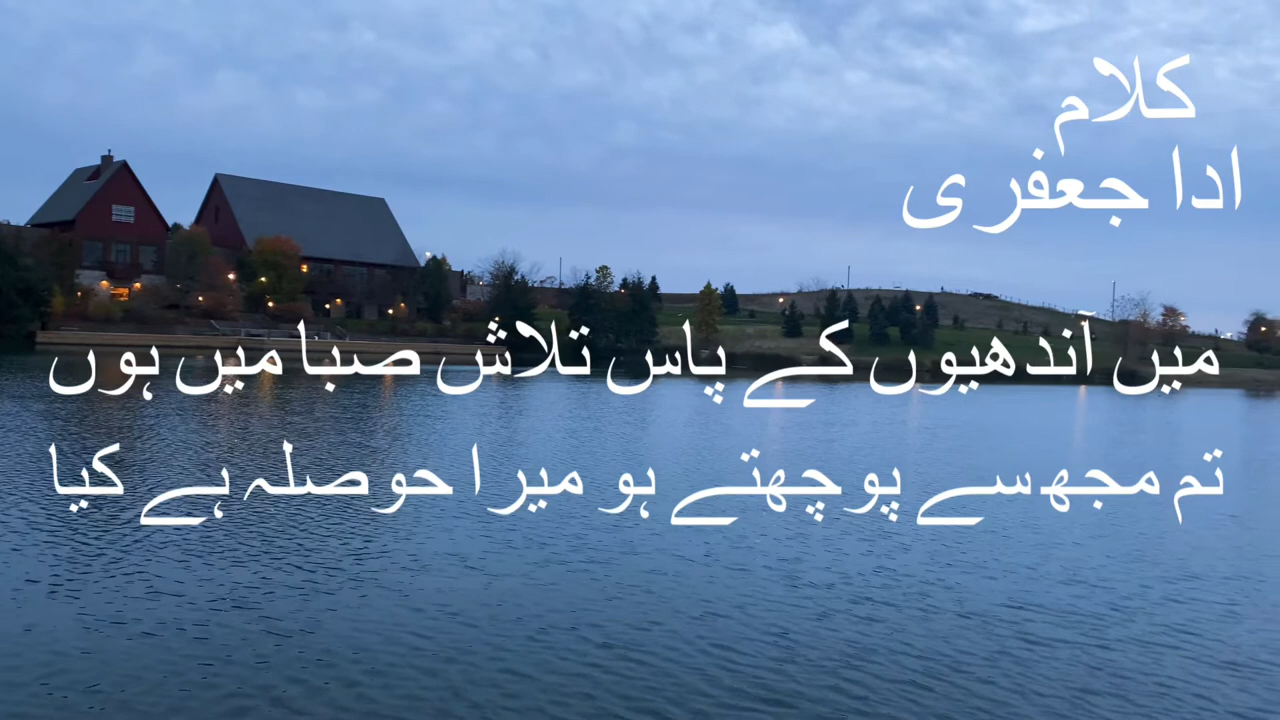 کلام
ادا جعفری
میں آندھیوں کے پاس تلاش صبا میں ہوں
تم مجھ سے پوچھتے ہو میرا حوصلہ ہے کیا